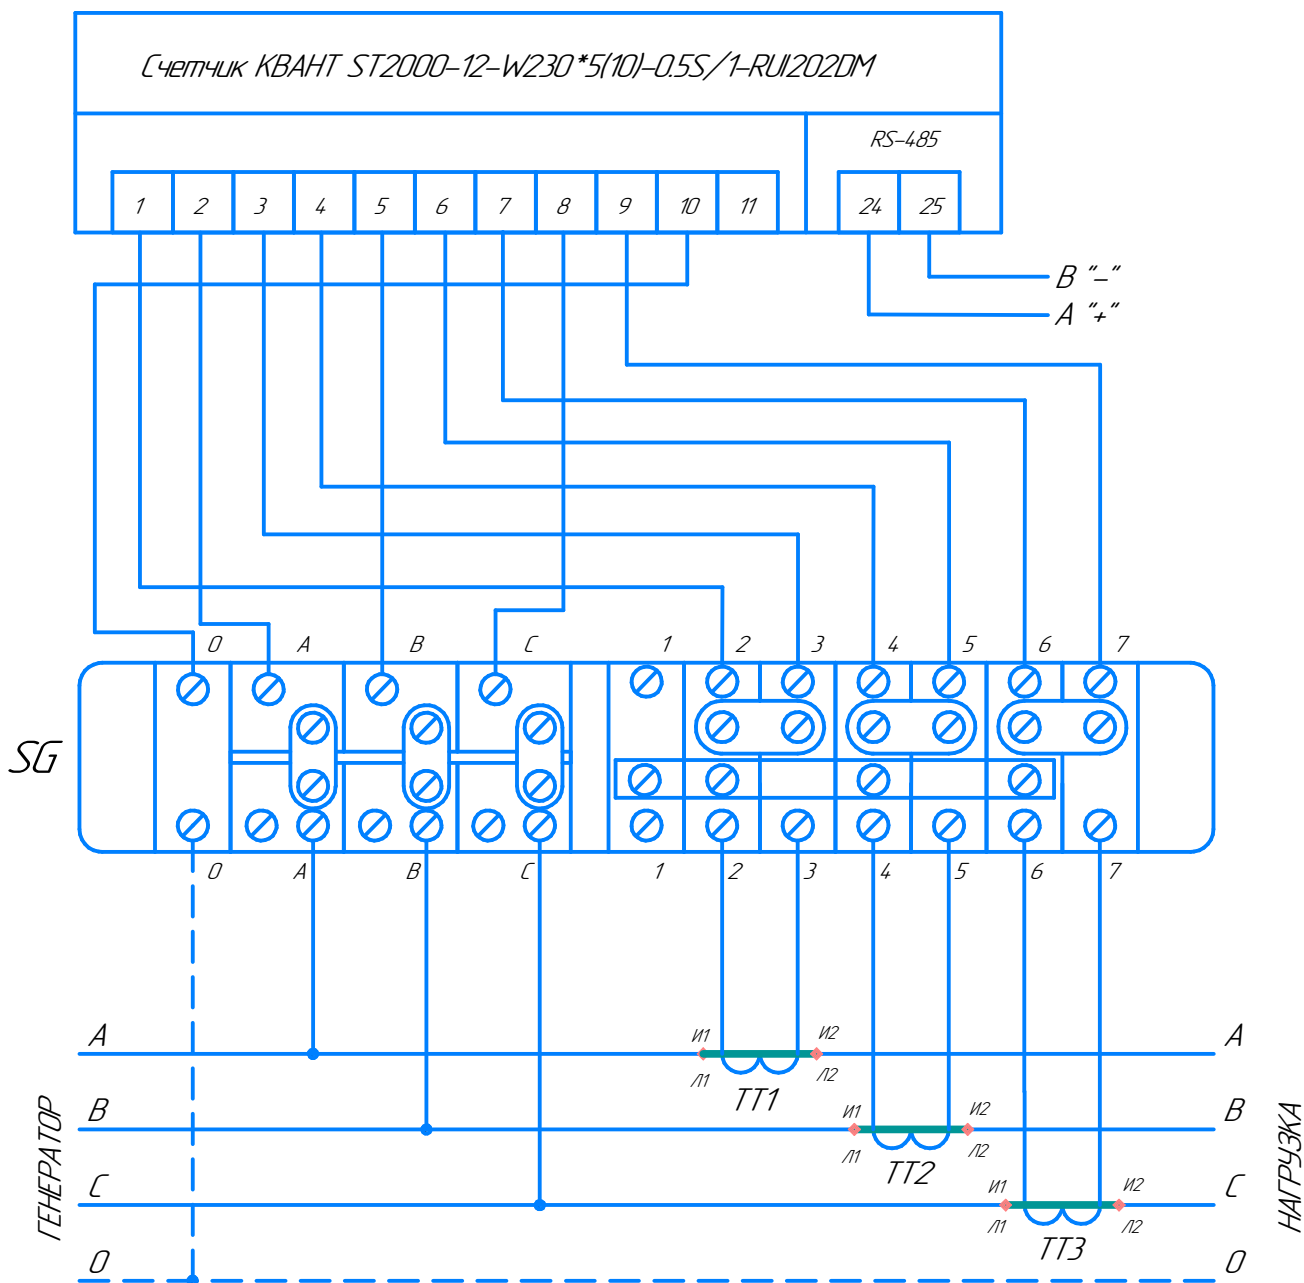 Счетчик КВАНТ ST2000-12-W230*5(10)-0.5S/1-RUI202DM
RS-485
1 2 3 4 5 6 7 8 9 10 11 24 25
В "-"
А "+"
0 А В С 1 2 3 4 5 6 7
SG
0 А В С 1 2 3 4 5 6 7
А И1 И2 А
Л1 Л2
ТТ1
В И1 И2 В
Л1 Л2
ТТ2
С И1 И2 С
Л1 Л2
ТТ3
0 0
ГЕНЕРАТОР
НАГРУЗКА